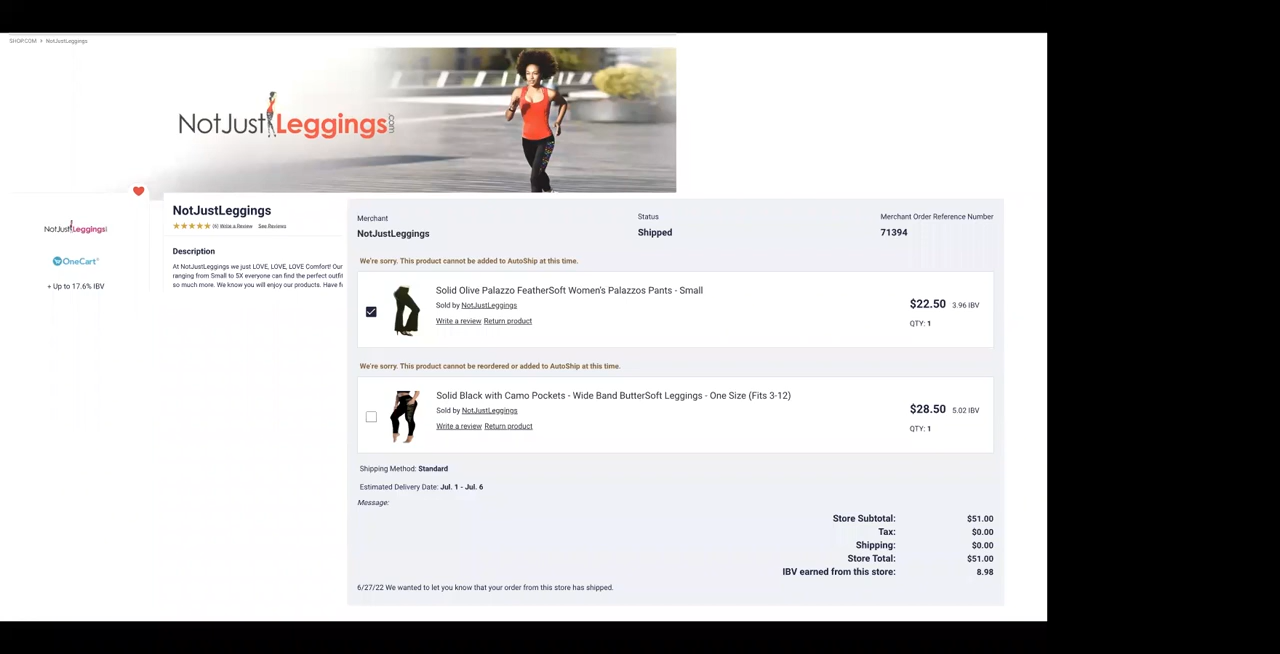 SHOP.COM > NotJustLeggings
NotJustLeggings.com
NotJustLeggings
OneCart®
+ Up to 17.6% IBV
NotJustLeggings
(6) Write a Review See Reviews
Description
At NotJustLeggings we just LOVE, LOVE, LOVE Comfort! Our
ranging from Small to 5X everyone can find the perfect outfi
so much more. We know you will enjoy our products. Have f
Merchant
NotJustLeggings
Status
Shipped
Merchant Order Reference Number
71394
We're sorry. This product cannot be added to AutoShip at this time.
Solid Olive Palazzo FeatherSoft Women's Palazzos Pants - Small
Sold by NotJustLeggings
Write a review Return product
$22.50 3.96 IBV
QTY: 1
We're sorry. This product cannot be reordered or added to AutoShip at this time.
Solid Black with Camo Pockets - Wide Band ButterSoft Leggings - One Size (Fits 3-12)
Sold by NotJustLeggings
Write a review Return product
$28.50 5.02 IBV
QTY: 1
Shipping Method: Standard
Estimated Delivery Date: Jul. 1 - Jul. 6
Message:
Store Subtotal: $51.00
Tax: $0.00
Shipping: $0.00
Store Total: $51.00
IBV earned from this store: 8.98
6/27/22 We wanted to let you know that your order from this store has shipped.